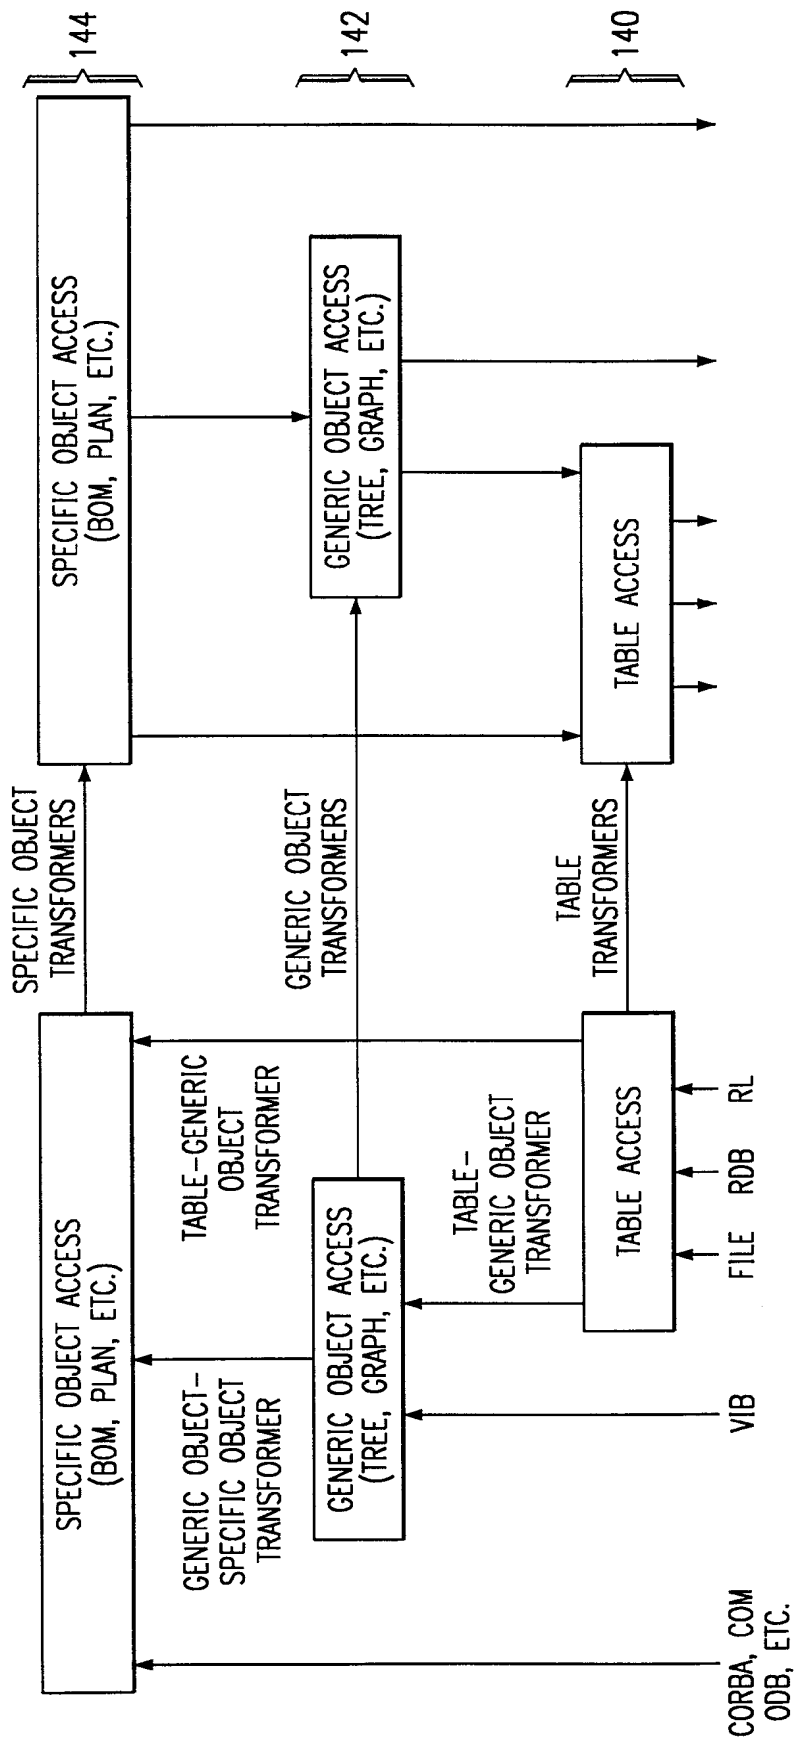 SPECIFIC OBJECT ACCESS
(BOM, PLAN, ETC.)
SPECIFIC OBJECT
TRANSFORMERS
SPECIFIC OBJECT ACCESS
(BOM, PLAN, ETC.)
144
GENERIC OBJECT-
SPECIFIC OBJECT
TRANSFORMER
TABLE-GENERIC
OBJECT
TRANSFORMER
GENERIC OBJECT ACCESS
(TREE, GRAPH, ETC.)
GENERIC OBJECT
TRANSFORMERS
GENERIC OBJECT ACCESS
(TREE, GRAPH, ETC.)
142
TABLE-
GENERIC OBJECT
TRANSFORMER
TABLE ACCESS
TABLE
TRANSFORMERS
TABLE ACCESS
140
CORBA, COM
ODB, ETC.
VIB
FILE
RDB
RL